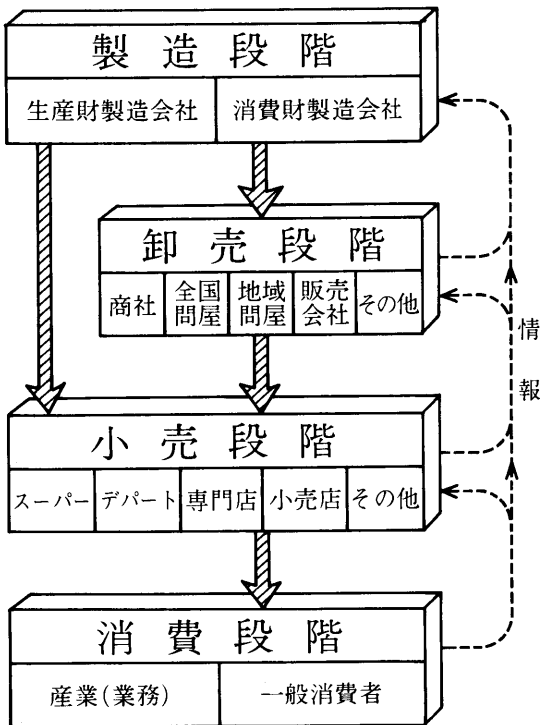 製造段階
生産財製造会社
消費財製造会社
卸売段階
商社
全国
問屋
地域
問屋
販売
会社
その他
情
報
小売段階
スーパー
デパート
専門店
小売店
その他
消費段階
産業(業務)
一般消費者